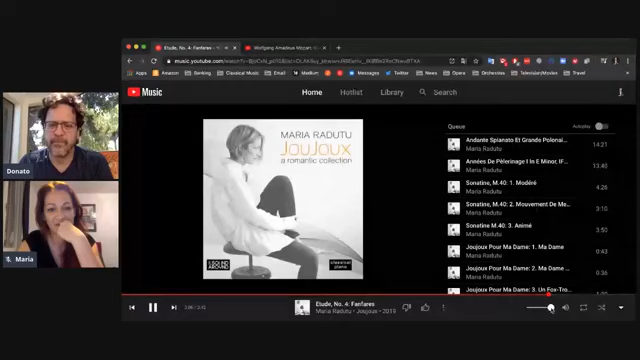 Etude, No. 4: Fanfares -
Wolfgang Amadeus Mozart:
Apps
Amazon
Banking
Classical Music
Email
Medium
Messages
Twitter
News
Opera
Orchestras
Television/Movies
Travel
Music
Home
Hotlist
Library
Search
MARIA RADUTU
JouJoux
a romantic collection
Donato
Maria
Queue
Autoplay
Andante Spianato Et Grande Polonai...
Maria Radutu
14:21
Années De Pèlerinage I In E Minor, IF...
Maria Radutu
13:40
Sonatine, M.40: 1. Modéré
Maria Radutu
4:26
Sonatine, M.40: 2. Mouvement De Me...
Maria Radutu
3:10
Sonatine M.40: 3. Animé
Maria Radutu
3:50
Joujoux Pour Ma Dame: 1. Ma Dame
Maria Radutu
0:43
Joujoux Pour Ma Dame: 2. Ma Dame ...
Maria Radutu
0:36
Joujoux Pour Ma Dame: 3. Un Fox-Tro...
Etude, No. 4: Fanfares
Maria Radutu • Joujoux • 2019